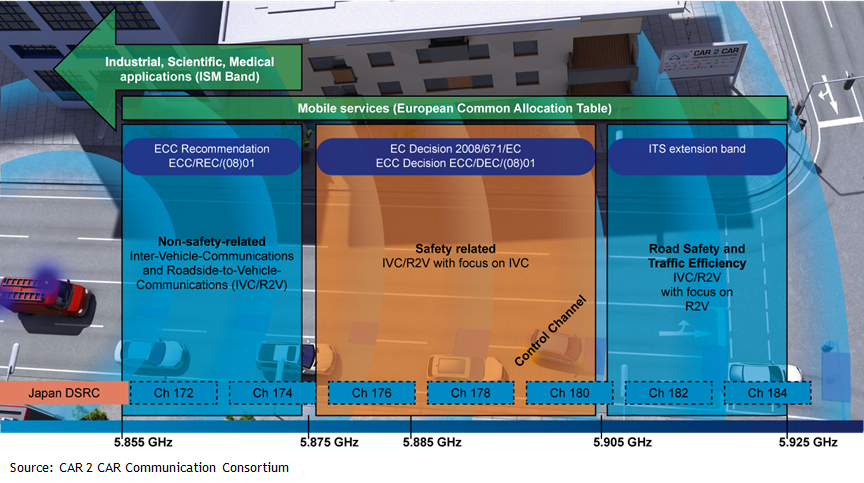 Industrial, Scientific, Medical
applications (ISM Band)
CAR 2 CAR
Mobile services (European Common Allocation Table)
ECC Recommendation
ECC/REC/(08)01
EC Decision 2008/671/EC
ECC Decision ECC/DEC/(08)01
ITS extension band
Non-safety-related
Inter-Vehicle-Communications
and Roadside-to-Vehicle-
Communications (IVC/R2V)
Safety related
IVC/R2V with focus on IVC
Road Safety and
Traffic Efficiency
IVC/R2V
with focus on
R2V
Control Channel
Japan DSRC
Ch 172
Ch 174
Ch 176
Ch 178
Ch 180
Ch 182
Ch 184
5.855 GHz
5.875 GHz
5.885 GHz
5.905 GHz
5.925 GHz
Source: CAR 2 CAR Communication Consortium